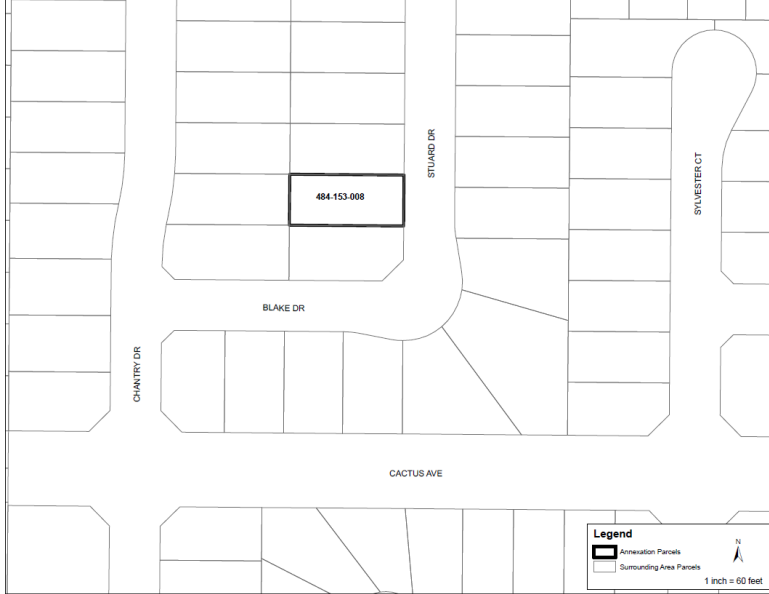 STUARD DR
SYLVESTER CT
484-153-008
BLAKE DR
CHANTRY DR
CACTUS AVE
Legend
Annexation Parcels
Surrounding Area Parcels
N
1 inch = 60 feet